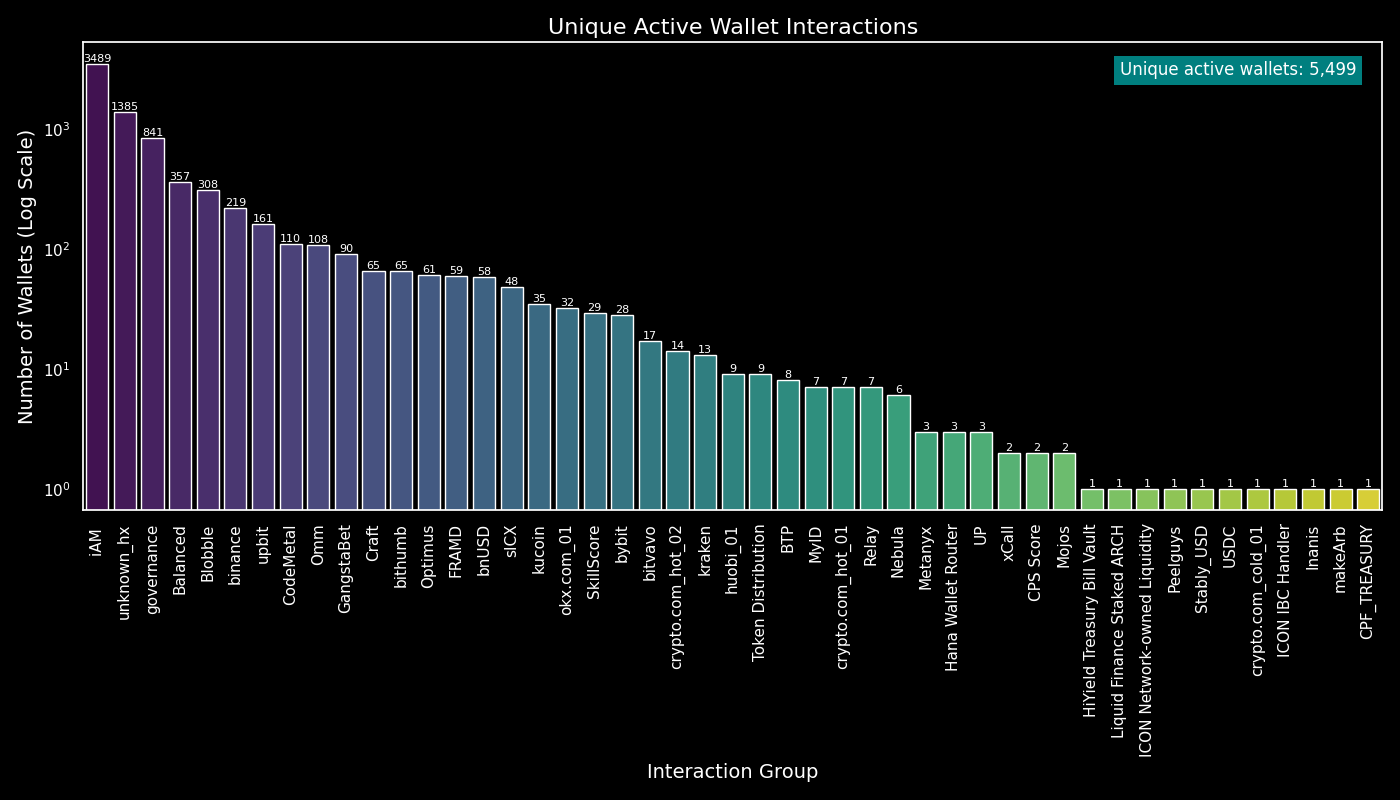 Unique Active Wallet Interactions
Unique active wallets: 5,499
Number of Wallets (Log Scale)
10³
10²
10¹
10⁰
3489
1385
841
357
308
219
161
110
108
90
65
65
61
59
58
48
35
32
29
28
17
14
13
9
9
8
7
7
7
6
3
3
3
2
2
2
1
1
1
1
1
1
1
1
1
1
1
iAM
unknown_hx
governance
Balanced
Blobble
binance
upbit
CodeMetal
Omm
GangstaBet
Craft
bithumb
Optimus
FRAMD
bnUSD
sICX
kucoin
okx.com_01
SkillScore
bybit
bitvavo
crypto.com_hot_02
kraken
huobi_01
Token Distribution
BTP
MyID
crypto.com_hot_01
Relay
Nebula
Metanyx
Hana Wallet Router
UP
xCall
CPS Score
Mojos
HiYield Treasury Bill Vault
Liquid Finance Staked ARCH
ICON Network-owned Liquidity
Peelguys
Stably_USD
USDC
crypto.com_cold_01
ICON IBC Handler
Inanis
makeArb
CPF_TREASURY
Interaction Group